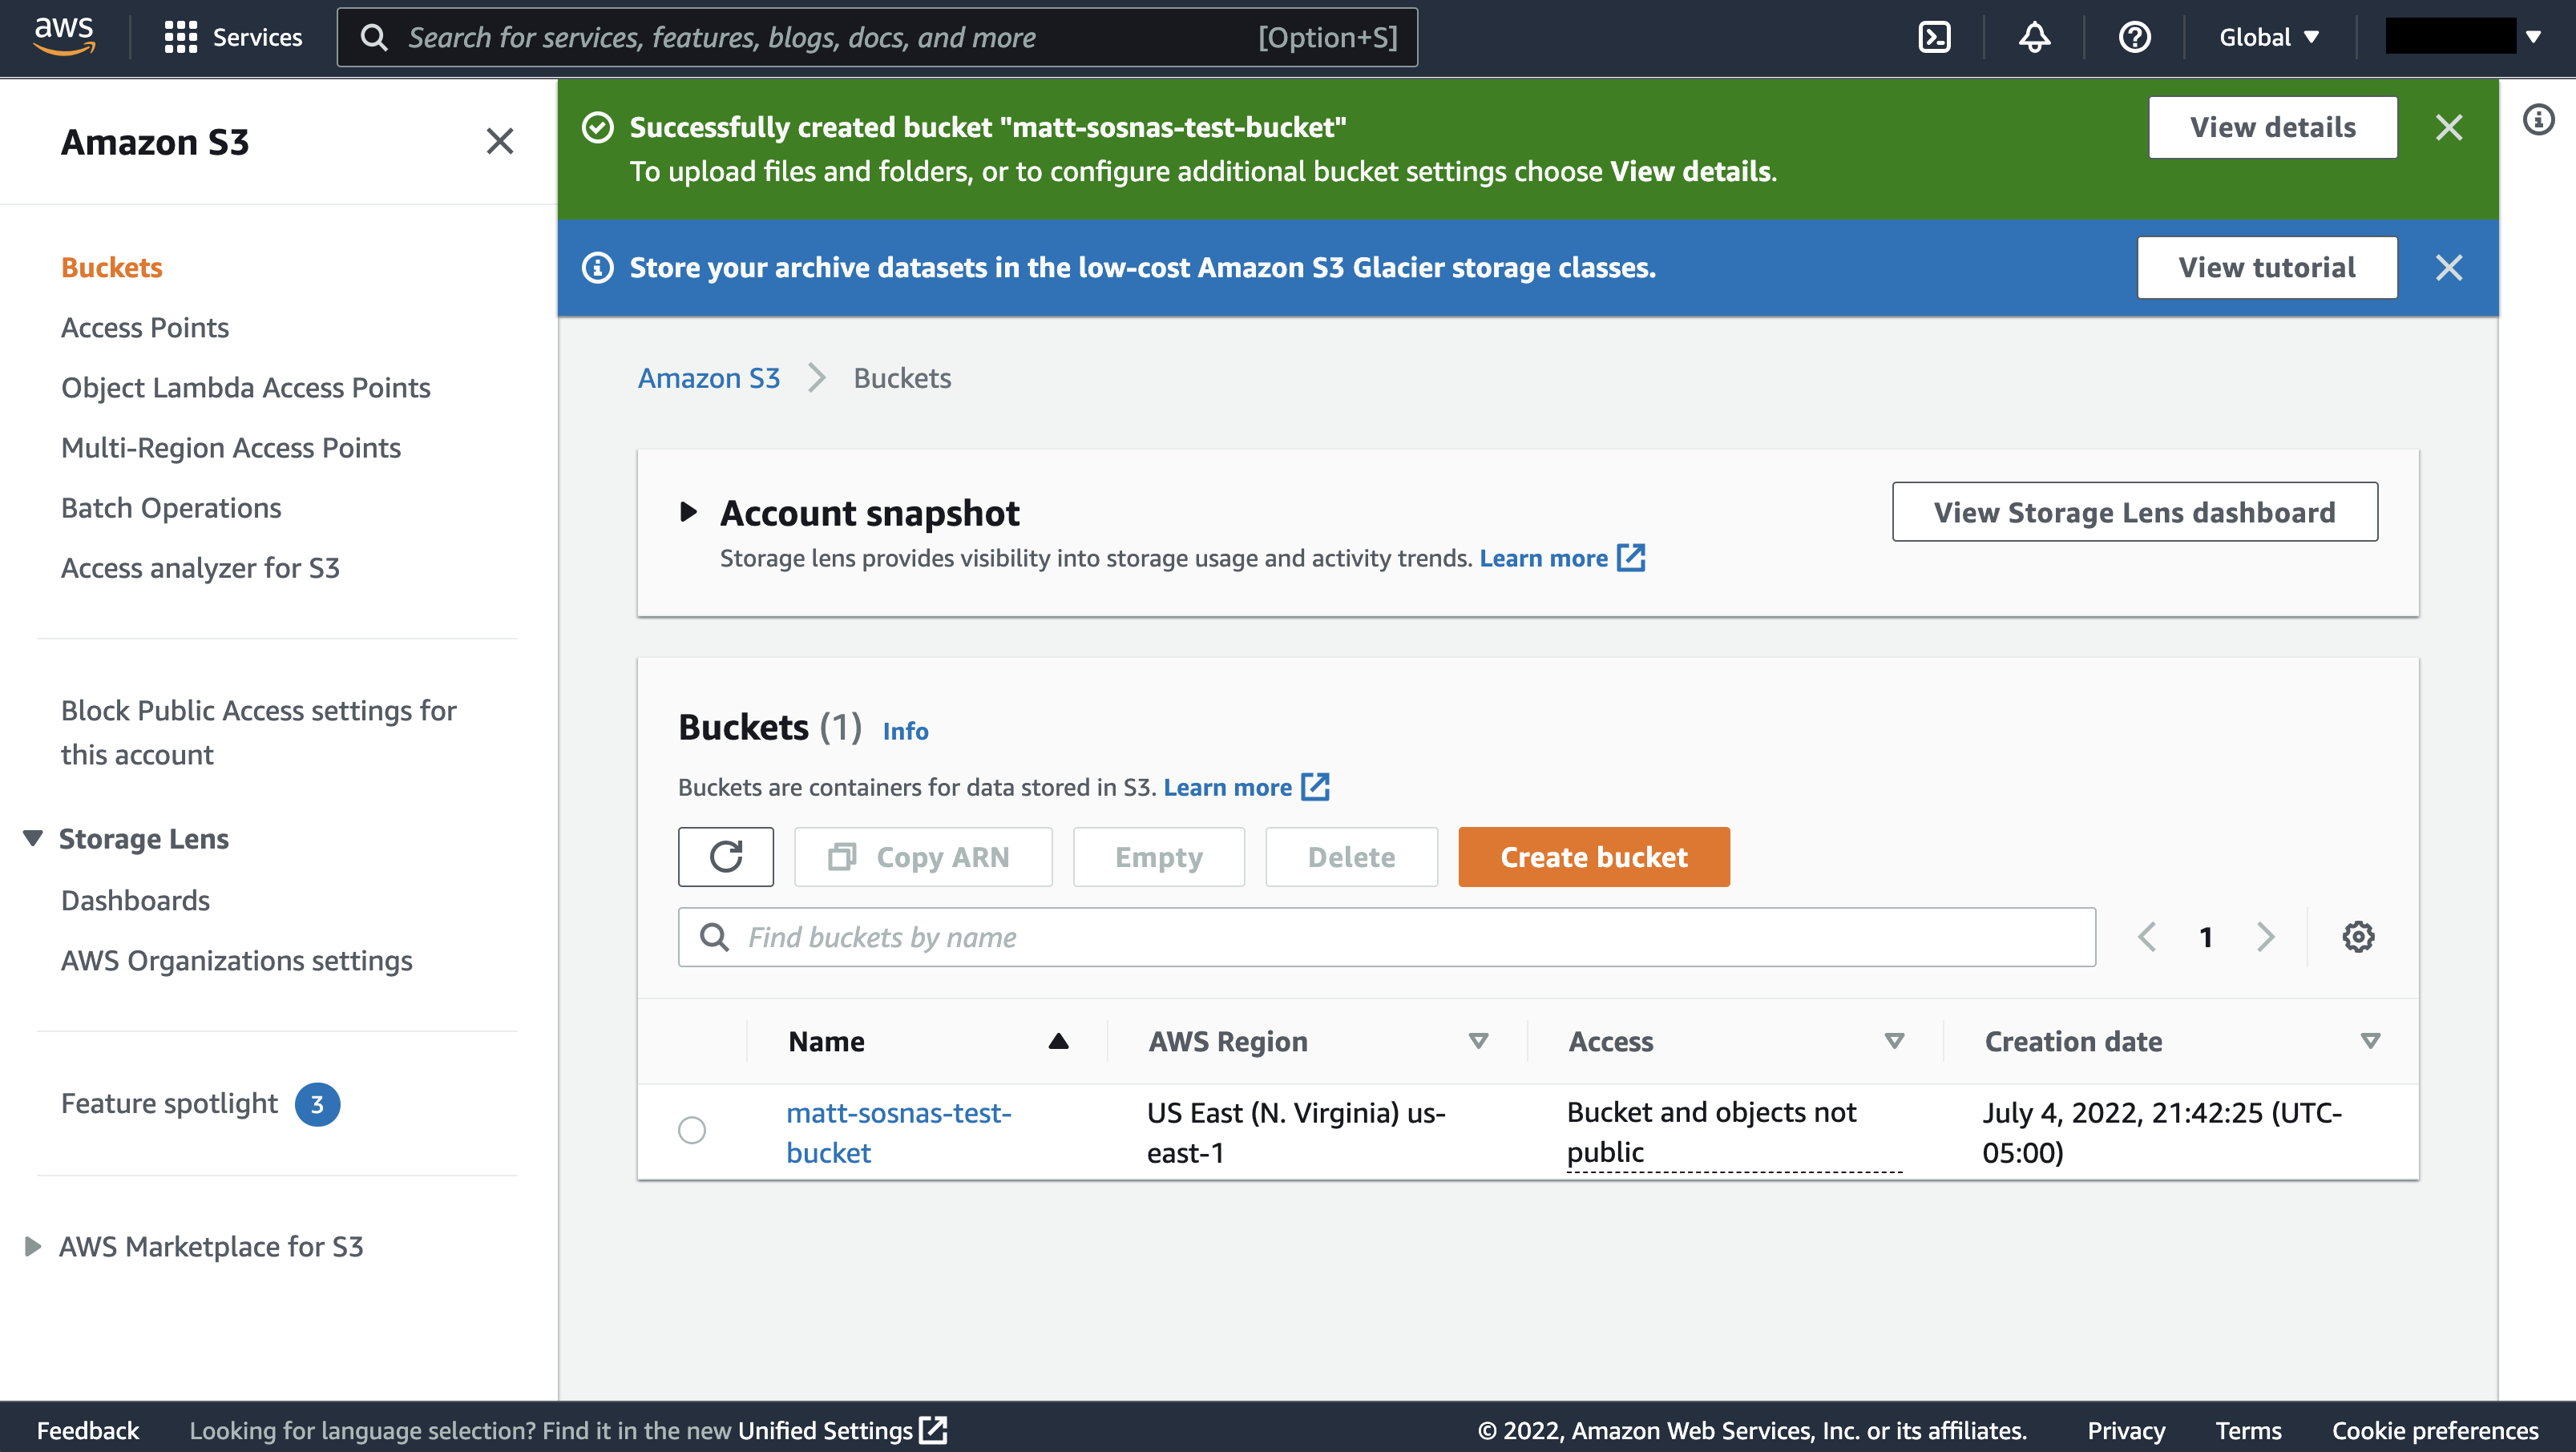 aws
Services
Search for services, features, blogs, docs, and more [Option+S]
Global
Amazon S3
Buckets
Access Points
Object Lambda Access Points
Multi-Region Access Points
Batch Operations
Access analyzer for S3
Block Public Access settings for
this account
Storage Lens
Dashboards
AWS Organizations settings
Feature spotlight 3
AWS Marketplace for S3
Successfully created bucket "matt-sosnas-test-bucket"
To upload files and folders, or to configure additional bucket settings choose View details.
View details
Store your archive datasets in the low-cost Amazon S3 Glacier storage classes.
View tutorial
Amazon S3 Buckets
Account snapshot
Storage lens provides visibility into storage usage and activity trends. Learn more
View Storage Lens dashboard
Buckets (1) Info
Buckets are containers for data stored in S3. Learn more
Copy ARN Empty Delete Create bucket
Find buckets by name
1
Name AWS Region Access Creation date
matt-sosnas-test-
bucket
US East (N. Virginia) us-
east-1
Bucket and objects not
public
July 4, 2022, 21:42:25 (UTC-
05:00)
Feedback Looking for language selection? Find it in the new Unified Settings © 2022, Amazon Web Services, Inc. or its affiliates. Privacy Terms Cookie preferences